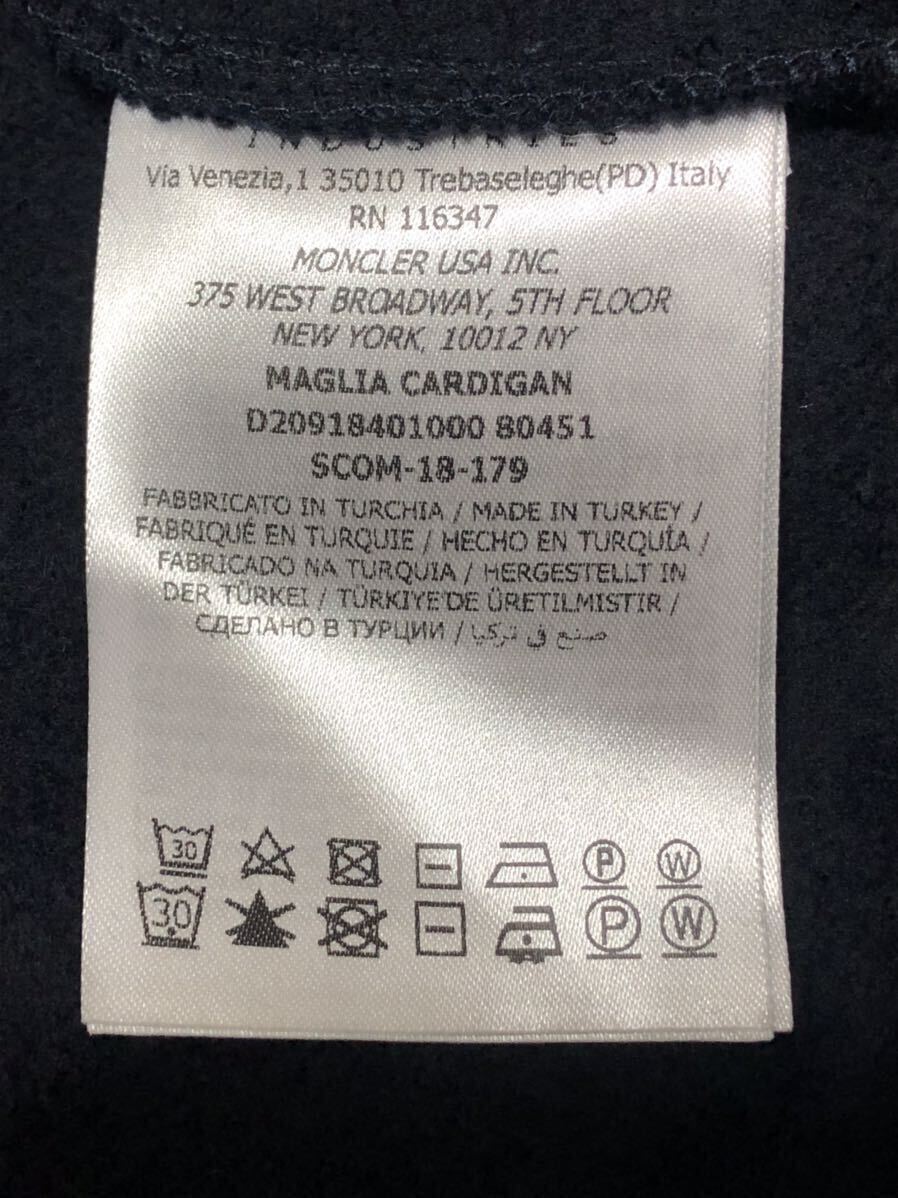 INDUSTRIES
Via Venezia,1 35010 Trebaseleghe(PD) Italy
RN 116347
MONCLER USA INC.
375 WEST BROADWAY, 5TH FLOOR
NEW YORK, 10012 NY
MAGLIA CARDIGAN
D20918401000 80451
SCOM-18-179
FABBRICATO IN TURCHIA / MADE IN TURKEY /
FABRIQUÉ EN TURQUIE / HECHO EN TURQUÍA /
FABRICADO NA TURQUIA / HERGESTELLT IN
DER TÜRKEI / TÜRKIYE'DE ÜRETILMISTIR /
СДЕЛАНО В ТУРЦИИ / صنع ف تركيا
30 P W
30 P W